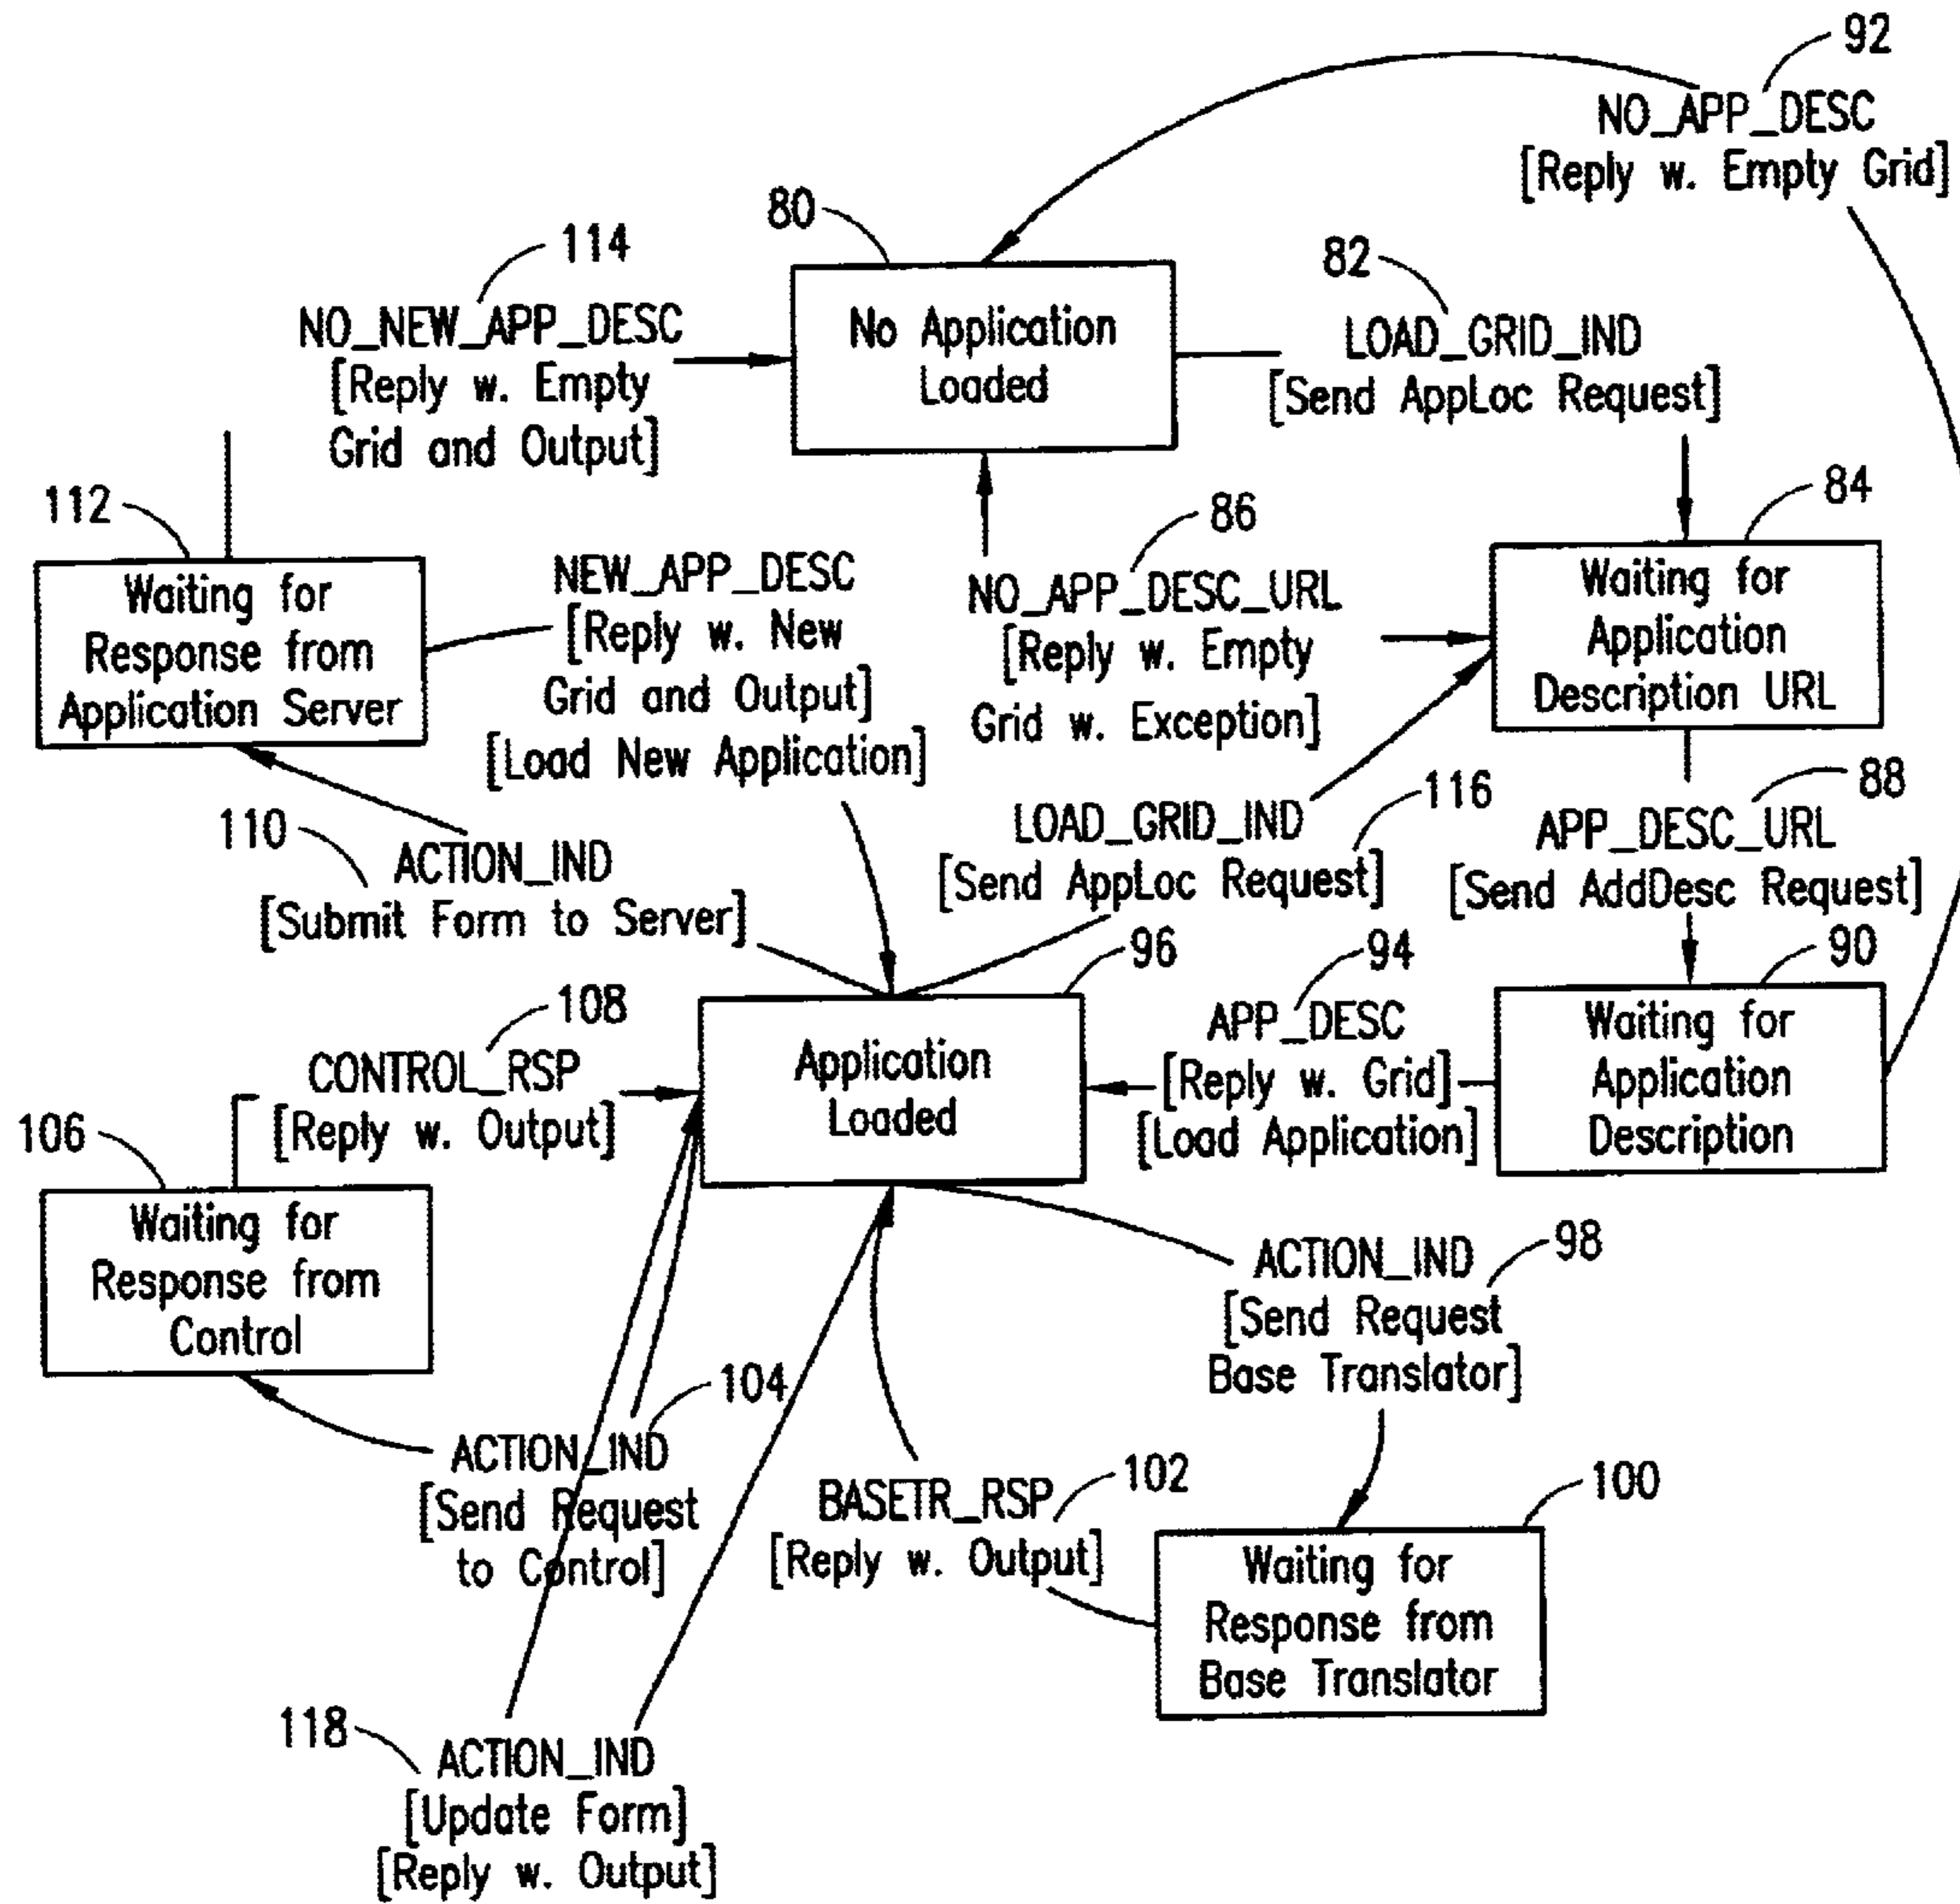 92
NO_APP_DESC
[Reply w. Empty Grid]
80
114
NO_NEW_APP_DESC
[Reply w. Empty
Grid and Output]
No Application
Loaded
82
LOAD_GRID_IND
[Send AppLoc Request]
112
Waiting for
Response from
Application Server
NEW_APP_DESC
[Reply w. New
Grid and Output]
[Load New Application]
86
NO_APP_DESC_URL
[Reply w. Empty
Grid w. Exception]
84
Waiting for
Application
Description URL
110
ACTION_IND
[Submit Form to Server]
LOAD_GRID_IND
116
[Send AppLoc Request]
88
APP_DESC_URL
[Send AddDesc Request]
108
CONTROL_RSP
[Reply w. Output]
96
Application
Loaded
94
APP_DESC
[Reply w. Grid]
[Load Application]
90
Waiting for
Application
Description
106
Waiting for
Response from
Control
ACTION_IND
98
[Send Request
Base Translator]
104
ACTION_IND
[Send Request
to Control]
BASETR_RSP
102
[Reply w. Output]
100
Waiting for
Response from
Base Translator
118
ACTION_IND
[Update Form]
[Reply w. Output]